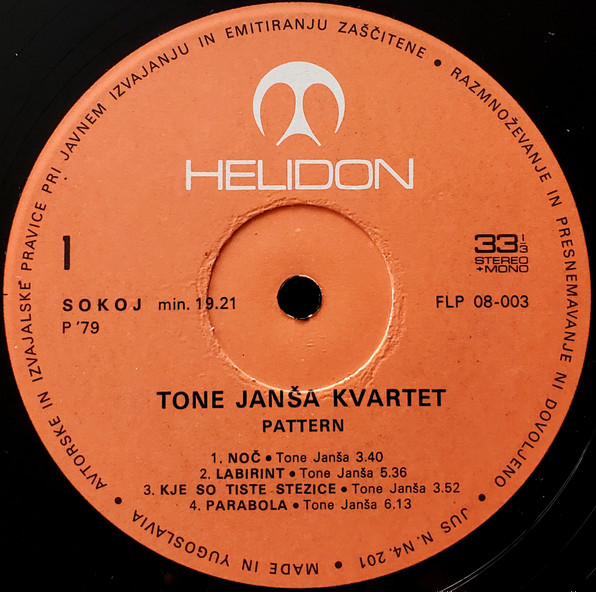 AVTORSKE IN IZVAJALSKE PRAVICE PRI JAVNEM IZVAJANJU IN EMITIRANJU ZAŠČITENE • RAZMNOŽEVANJE IN PRESNEMAVANJE NI DOVOLJENO • JUS N.N4.201 • MADE IN YUGOSLAVIA •
HELIDON
1
33 1/3
STEREO
+MONO
SOKOJ min. 19.21
FLP 08-003
P '79
TONE JANŠA KVARTET
PATTERN
1. NOČ • Tone Janša 3.40
2. LABIRINT • Tone Janša 5.36
3. KJE SO TISTE STEZICE • Tone Janša 3.52
4. PARABOLA • Tone Janša 6.13